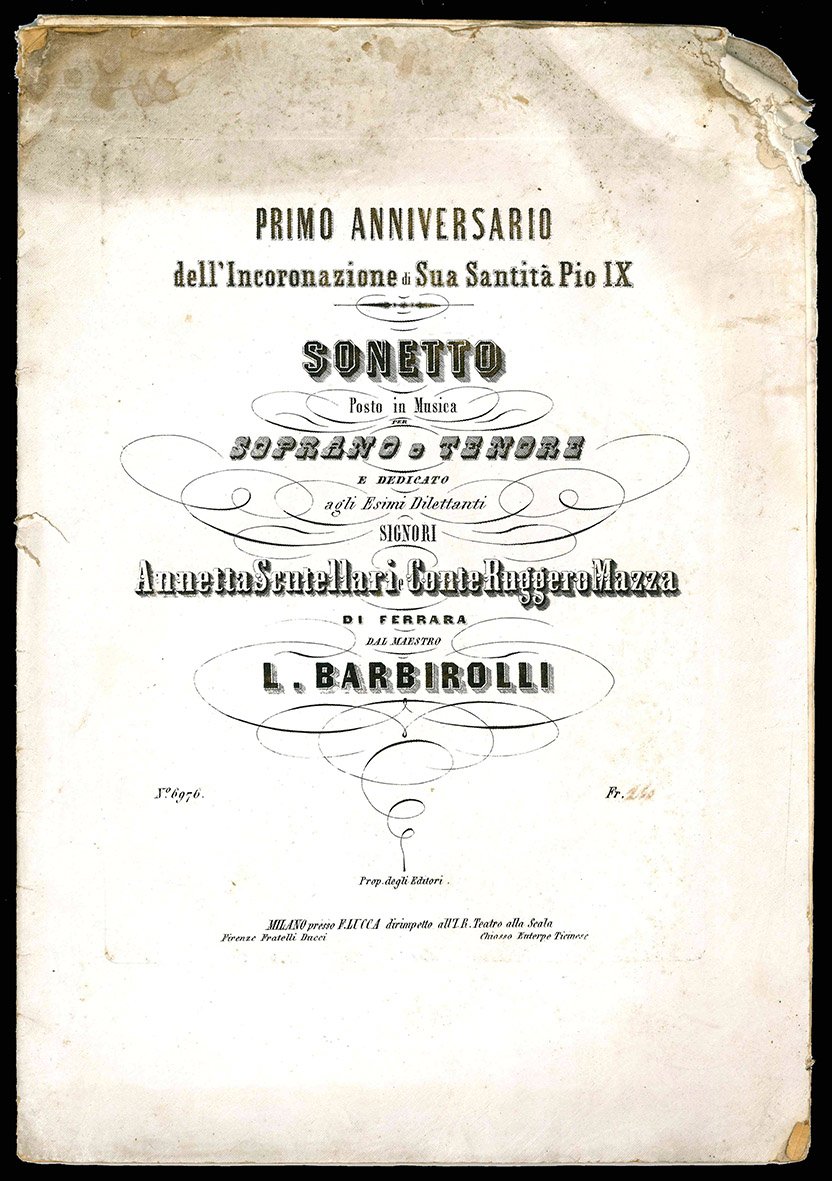 PRIMO ANNIVERSARIO
dell'Incoronazione di Sua Santità Pio IX
SONETTO
Posto in Musica
PER
SOPRANO o TENORE
E DEDICATO
agli Esimi Dilettanti
SIGNORI
Annetta Scutellari e Conte Ruggero Mazza
DI FERRARA
DAL MAESTRO
L. BARBIROLLI
Nº 6976. Fr.
Prop. degli Editori.
MILANO presso F. LUCCA dirimpetto all'I. R. Teatro alla Scala
Firenze Fratelli Ducci Chiasso Euterpe Ticinese